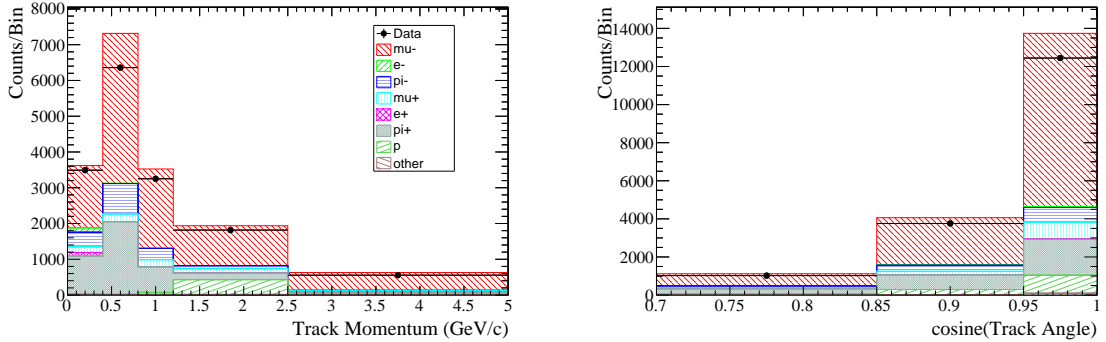 Counts/Bin
8000
7000
6000
5000
4000
3000
2000
1000
0
Data
mu-
e-
pi-
mu+
e+
pi+
p
other
0 0.5 1 1.5 2 2.5 3 3.5 4 4.5 5
Track Momentum (GeV/c)
Counts/Bin
14000
12000
10000
8000
6000
4000
2000
0
0.7 0.75 0.8 0.85 0.9 0.95 1
cosine(Track Angle)